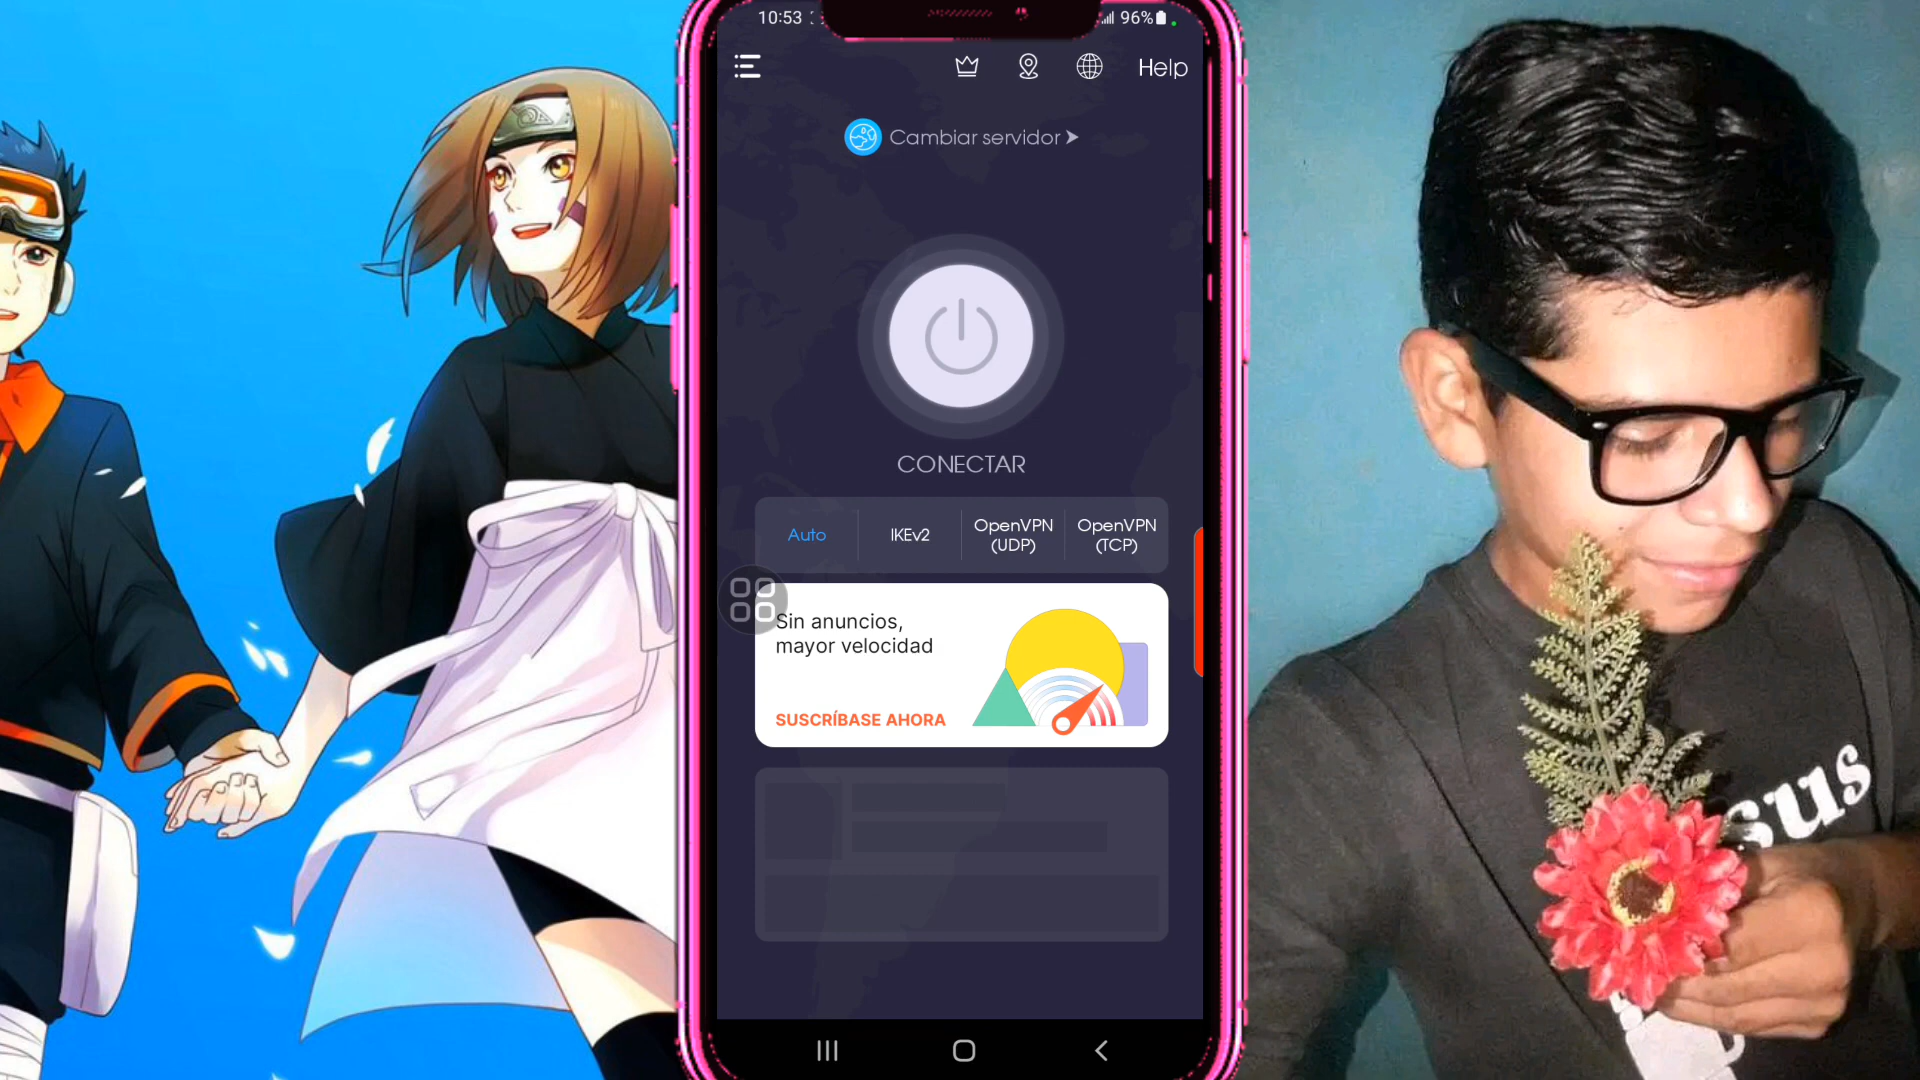 10:53
96%
Help
Cambiar servidor
CONECTAR
Auto
IKEv2
OpenVPN
(UDP)
OpenVPN
(TCP)
Sin anuncios,
mayor velocidad
SUSCRÍBASE AHORA
sus